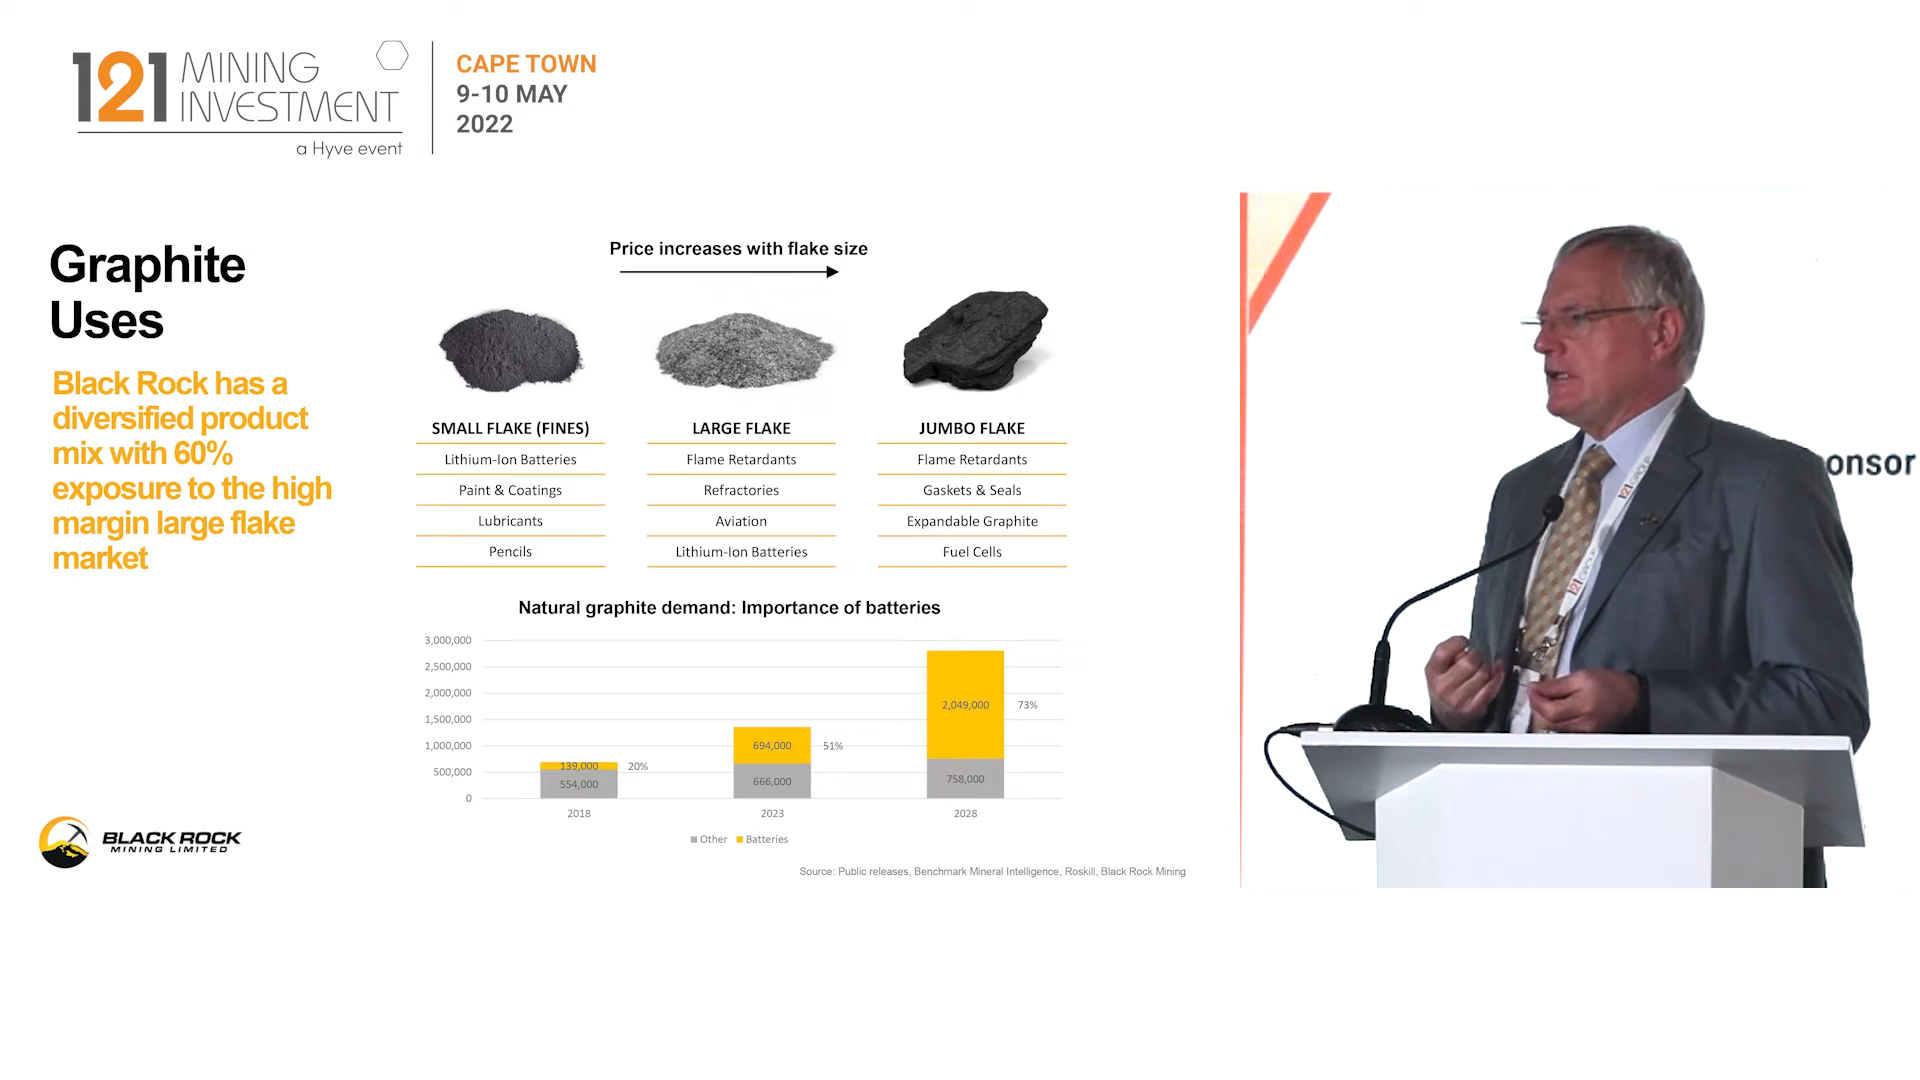 121 MINING
INVESTMENT
a Hyve event
CAPE TOWN
9-10 MAY
2022
Graphite
Uses
Black Rock has a
diversified product
mix with 60%
exposure to the high
margin large flake
market
Price increases with flake size
SMALL FLAKE (FINES)
Lithium-Ion Batteries
Paint & Coatings
Lubricants
Pencils
LARGE FLAKE
Flame Retardants
Refractories
Aviation
Lithium-Ion Batteries
JUMBO FLAKE
Flame Retardants
Gaskets & Seals
Expandable Graphite
Fuel Cells
Natural graphite demand: Importance of batteries
3,000,000
2,500,000
2,000,000
1,500,000
1,000,000
500,000
0
139,000 20%
554,000
694,000 51%
666,000
2,049,000 73%
758,000
2018 2023 2028
Other Batteries
Source: Public releases, Benchmark Mineral Intelligence, Roskill, Black Rock Mining
BLACK ROCK
MINING LIMITED
onsor
121 GROUP
121 GROUP